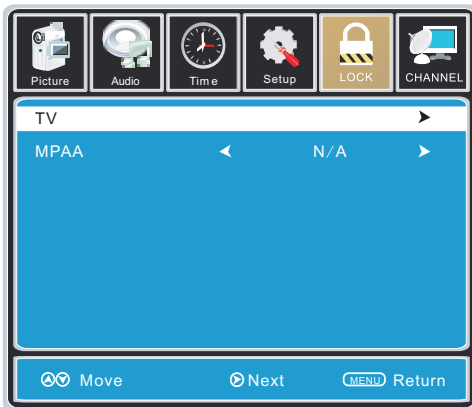 Picture Audio Time Setup LOCK CHANNEL
TV
MPAA N/A
Move Next MENU Return